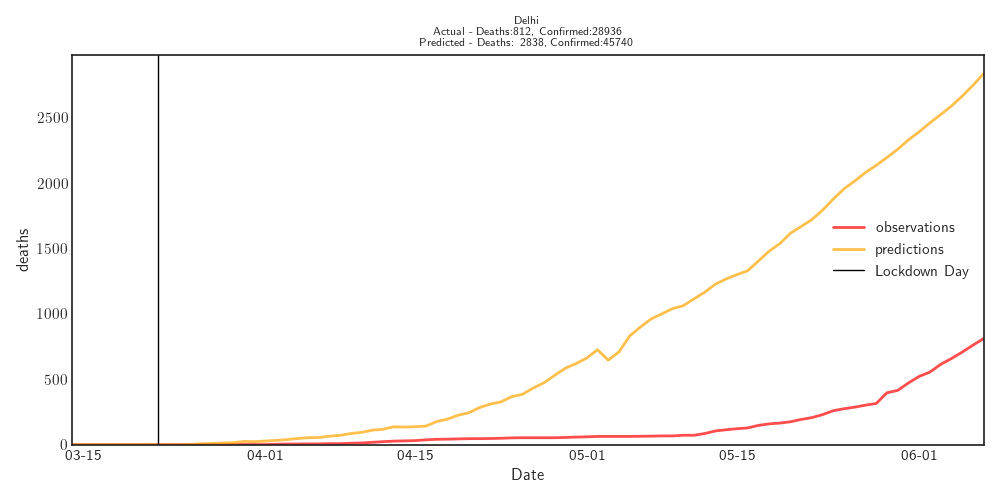 Delhi
Actual - Deaths:812, Confirmed:28936
Predicted - Deaths: 2838, Confirmed:45740
2500
2000
1500
1000
500
0
deaths
observations
predictions
Lockdown Day
03-15
04-01
04-15
05-01
05-15
06-01
Date